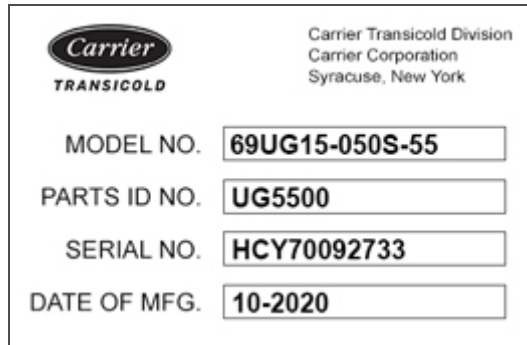 Carrier
TRANSICOLD
Carrier Transicold Division
Carrier Corporation
Syracuse, New York
MODEL NO. 69UG15-050S-55
PARTS ID NO. UG5500
SERIAL NO. HCY70092733
DATE OF MFG. 10-2020